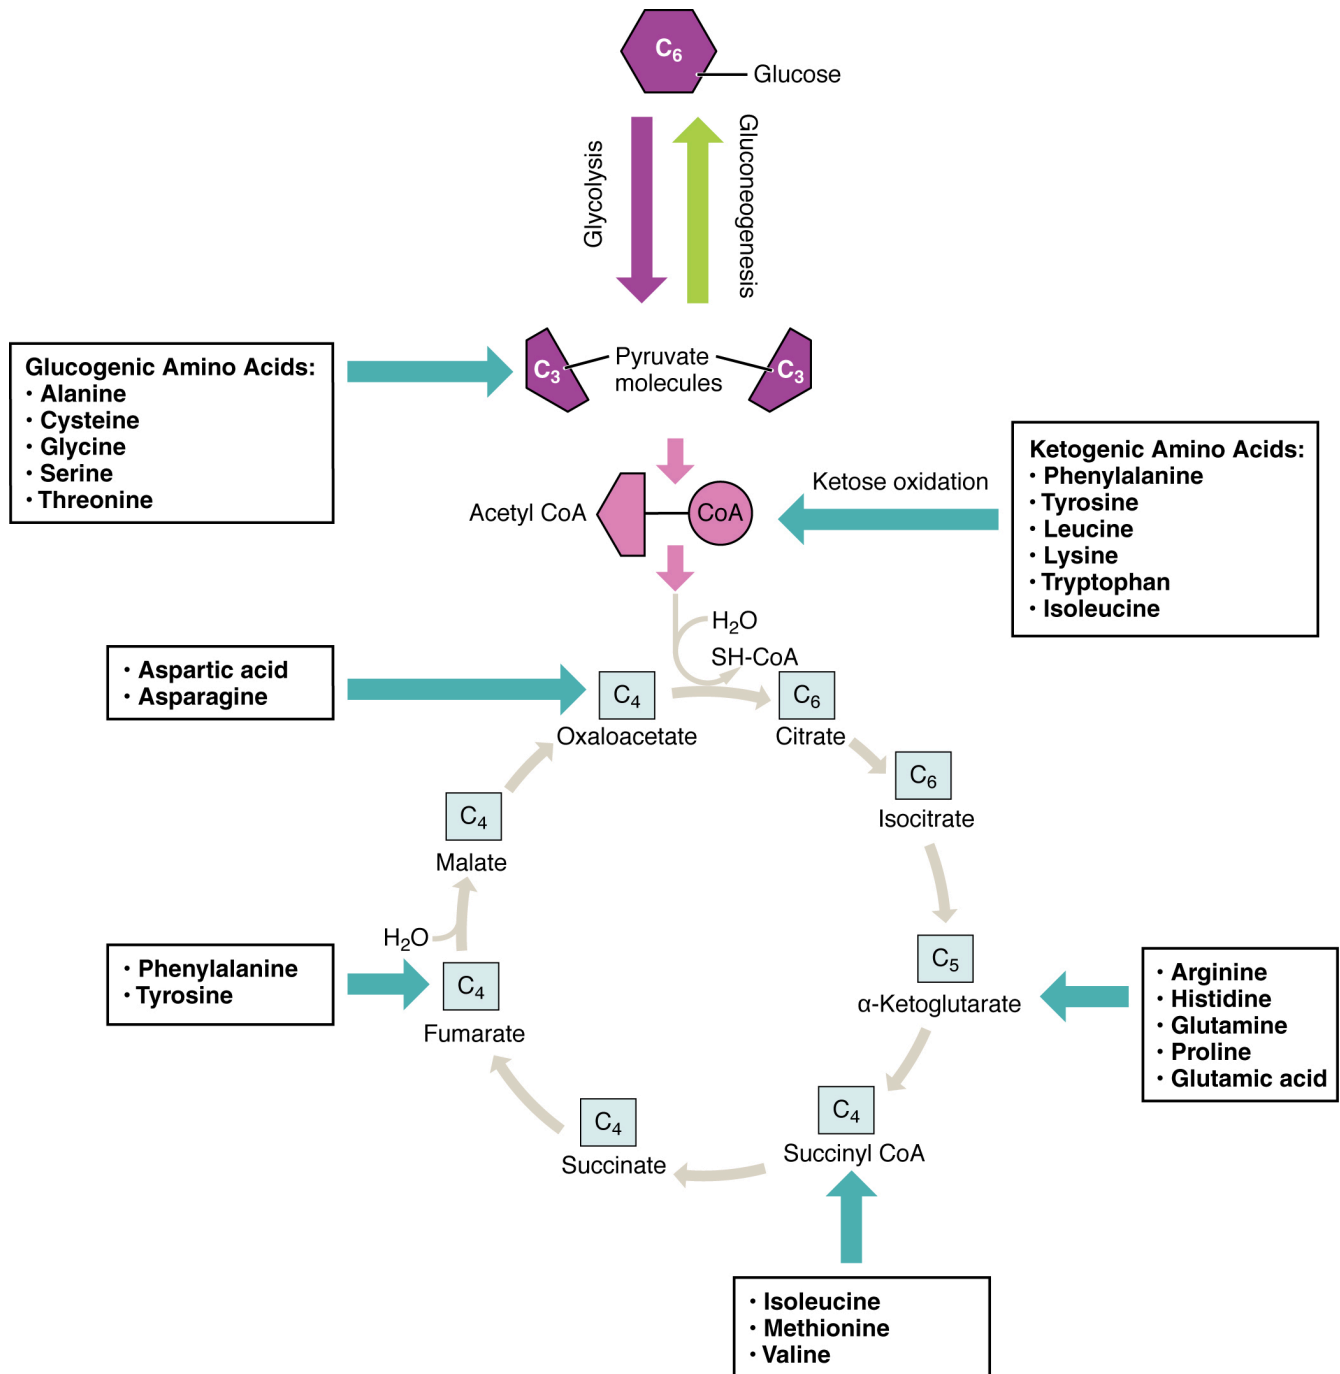 C6
Glucose
Glycolysis
Gluconeogenesis
Glucogenic Amino Acids:
· Alanine
· Cysteine
· Glycine
· Serine
· Threonine
C3
Pyruvate
molecules
C3
Ketogenic Amino Acids:
· Phenylalanine
· Tyrosine
· Leucine
· Lysine
· Tryptophan
· Isoleucine
Ketose oxidation
Acetyl CoA
CoA
H2O
SH-CoA
· Aspartic acid
· Asparagine
C4
Oxaloacetate
C6
Citrate
C6
Isocitrate
C4
Malate
H2O
· Phenylalanine
· Tyrosine
C4
Fumarate
C5
α-Ketoglutarate
· Arginine
· Histidine
· Glutamine
· Proline
· Glutamic acid
C4
Succinate
C4
Succinyl CoA
· Isoleucine
· Methionine
· Valine